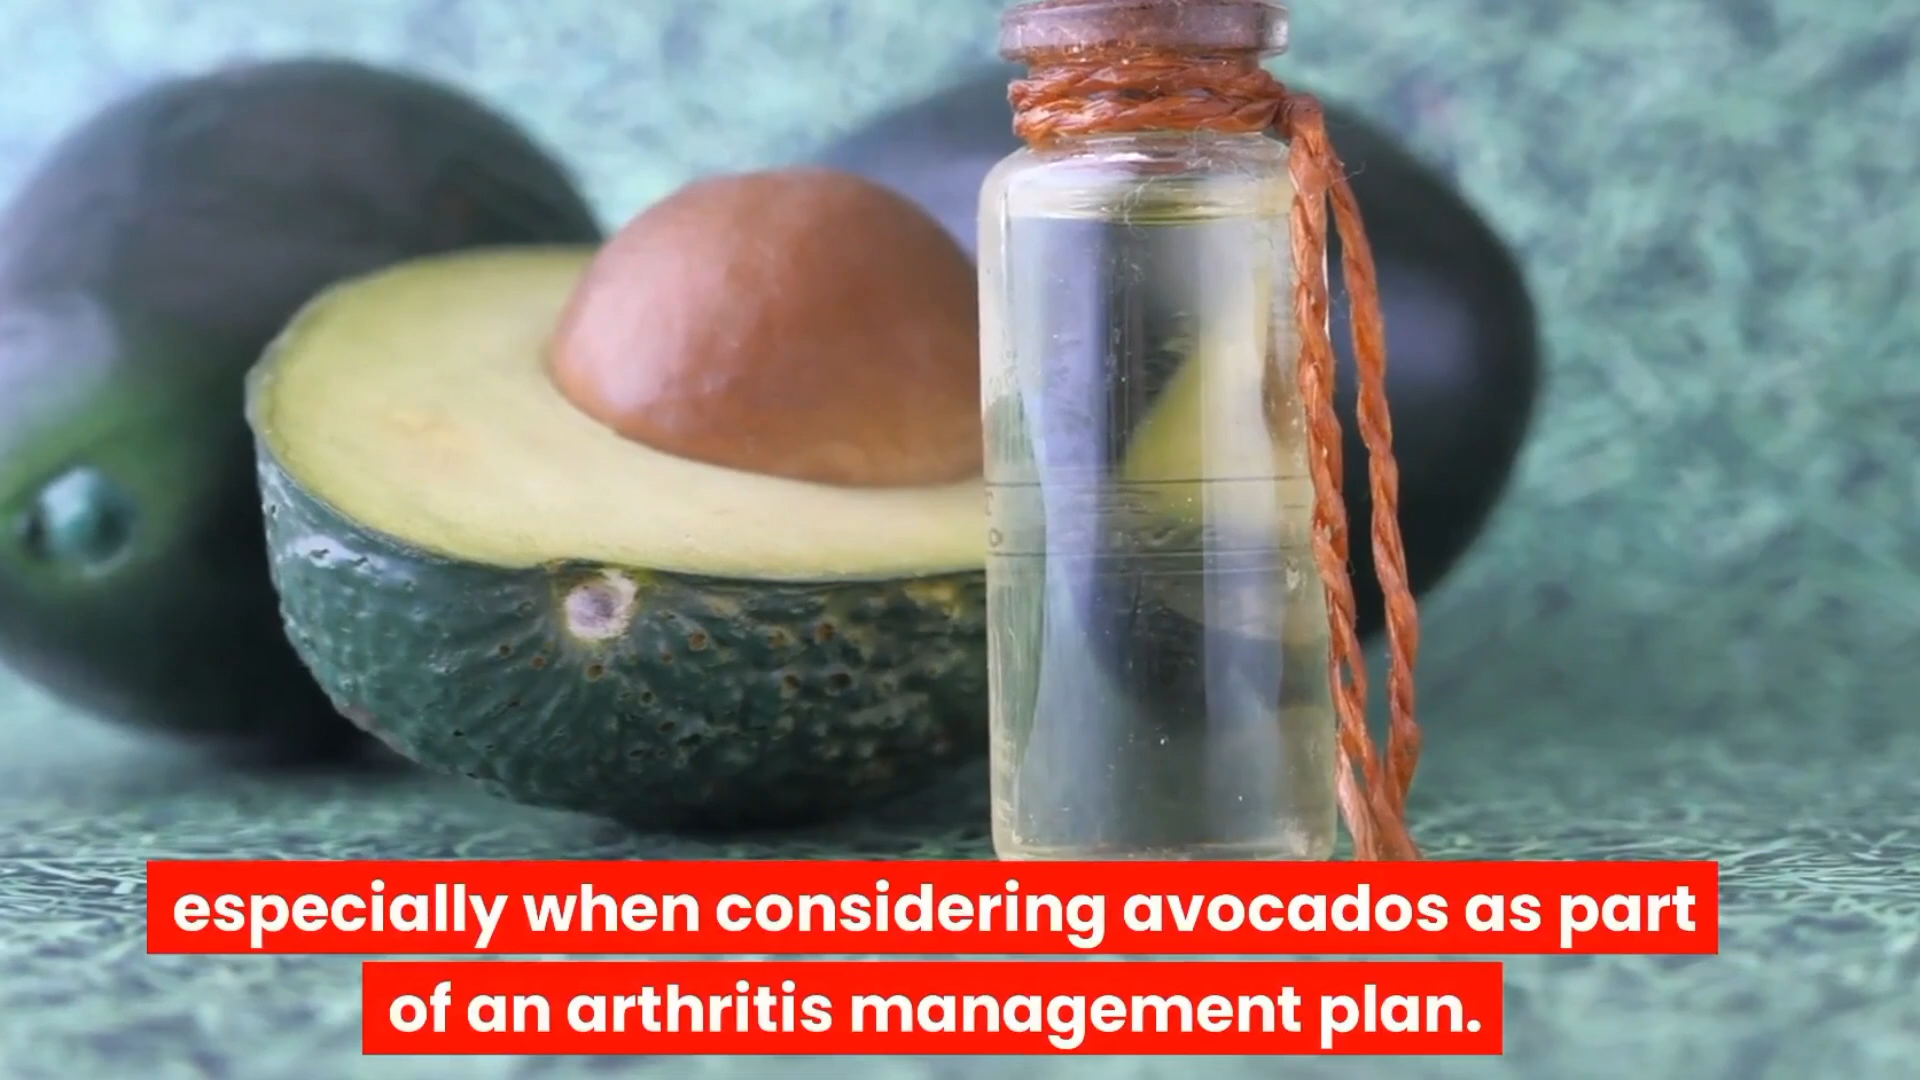 especially when considering avocados as part
of an arthritis management plan.